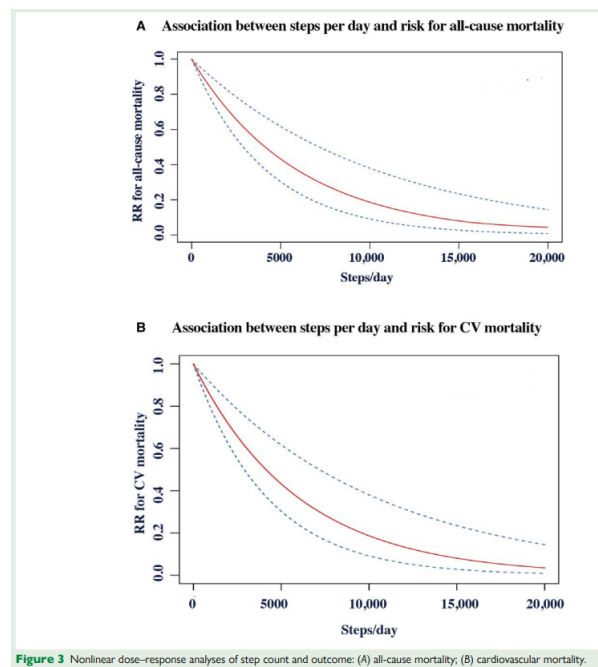 A Association between steps per day and risk for all-cause mortality
RR for all-cause mortality
1.0
0.8
0.6
0.4
0.2
0.0
0 5000 10,000 15,000 20,000
Steps/day
B Association between steps per day and risk for CV mortality
RR for CV mortality
1.0
0.8
0.6
0.4
0.2
0.0
0 5000 10,000 15,000 20,000
Steps/day
Figure 3 Nonlinear dose–response analyses of step count and outcome: (A) all-cause mortality; (B) cardiovascular mortality.